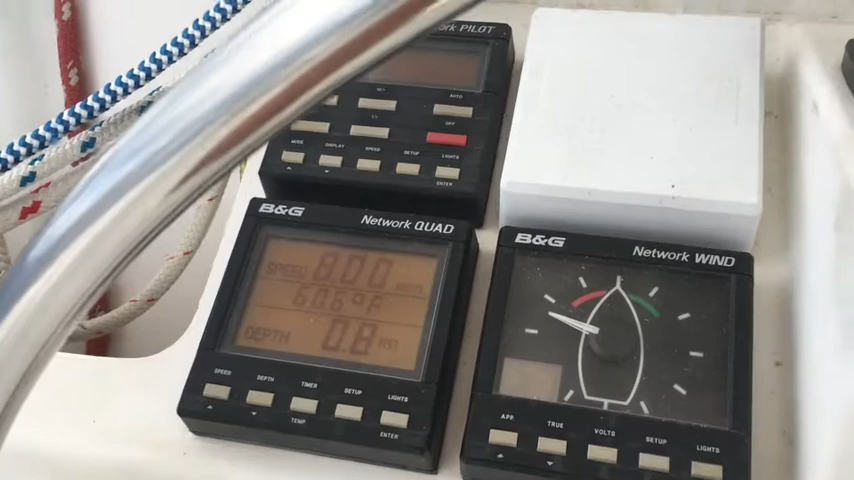 rk PILOT
AUTO
OFF
MODE DISPLAY SPEED SETUP LIGHTS
ENTER
B&G Network QUAD
SPEED 8.00
60.6°F
DEPTH 0.8
SPEED DEPTH TIMER SETUP LIGHTS
TEMP ENTER
B&G Network WIND
APP. TRUE VOLTS SETUP LIGHTS